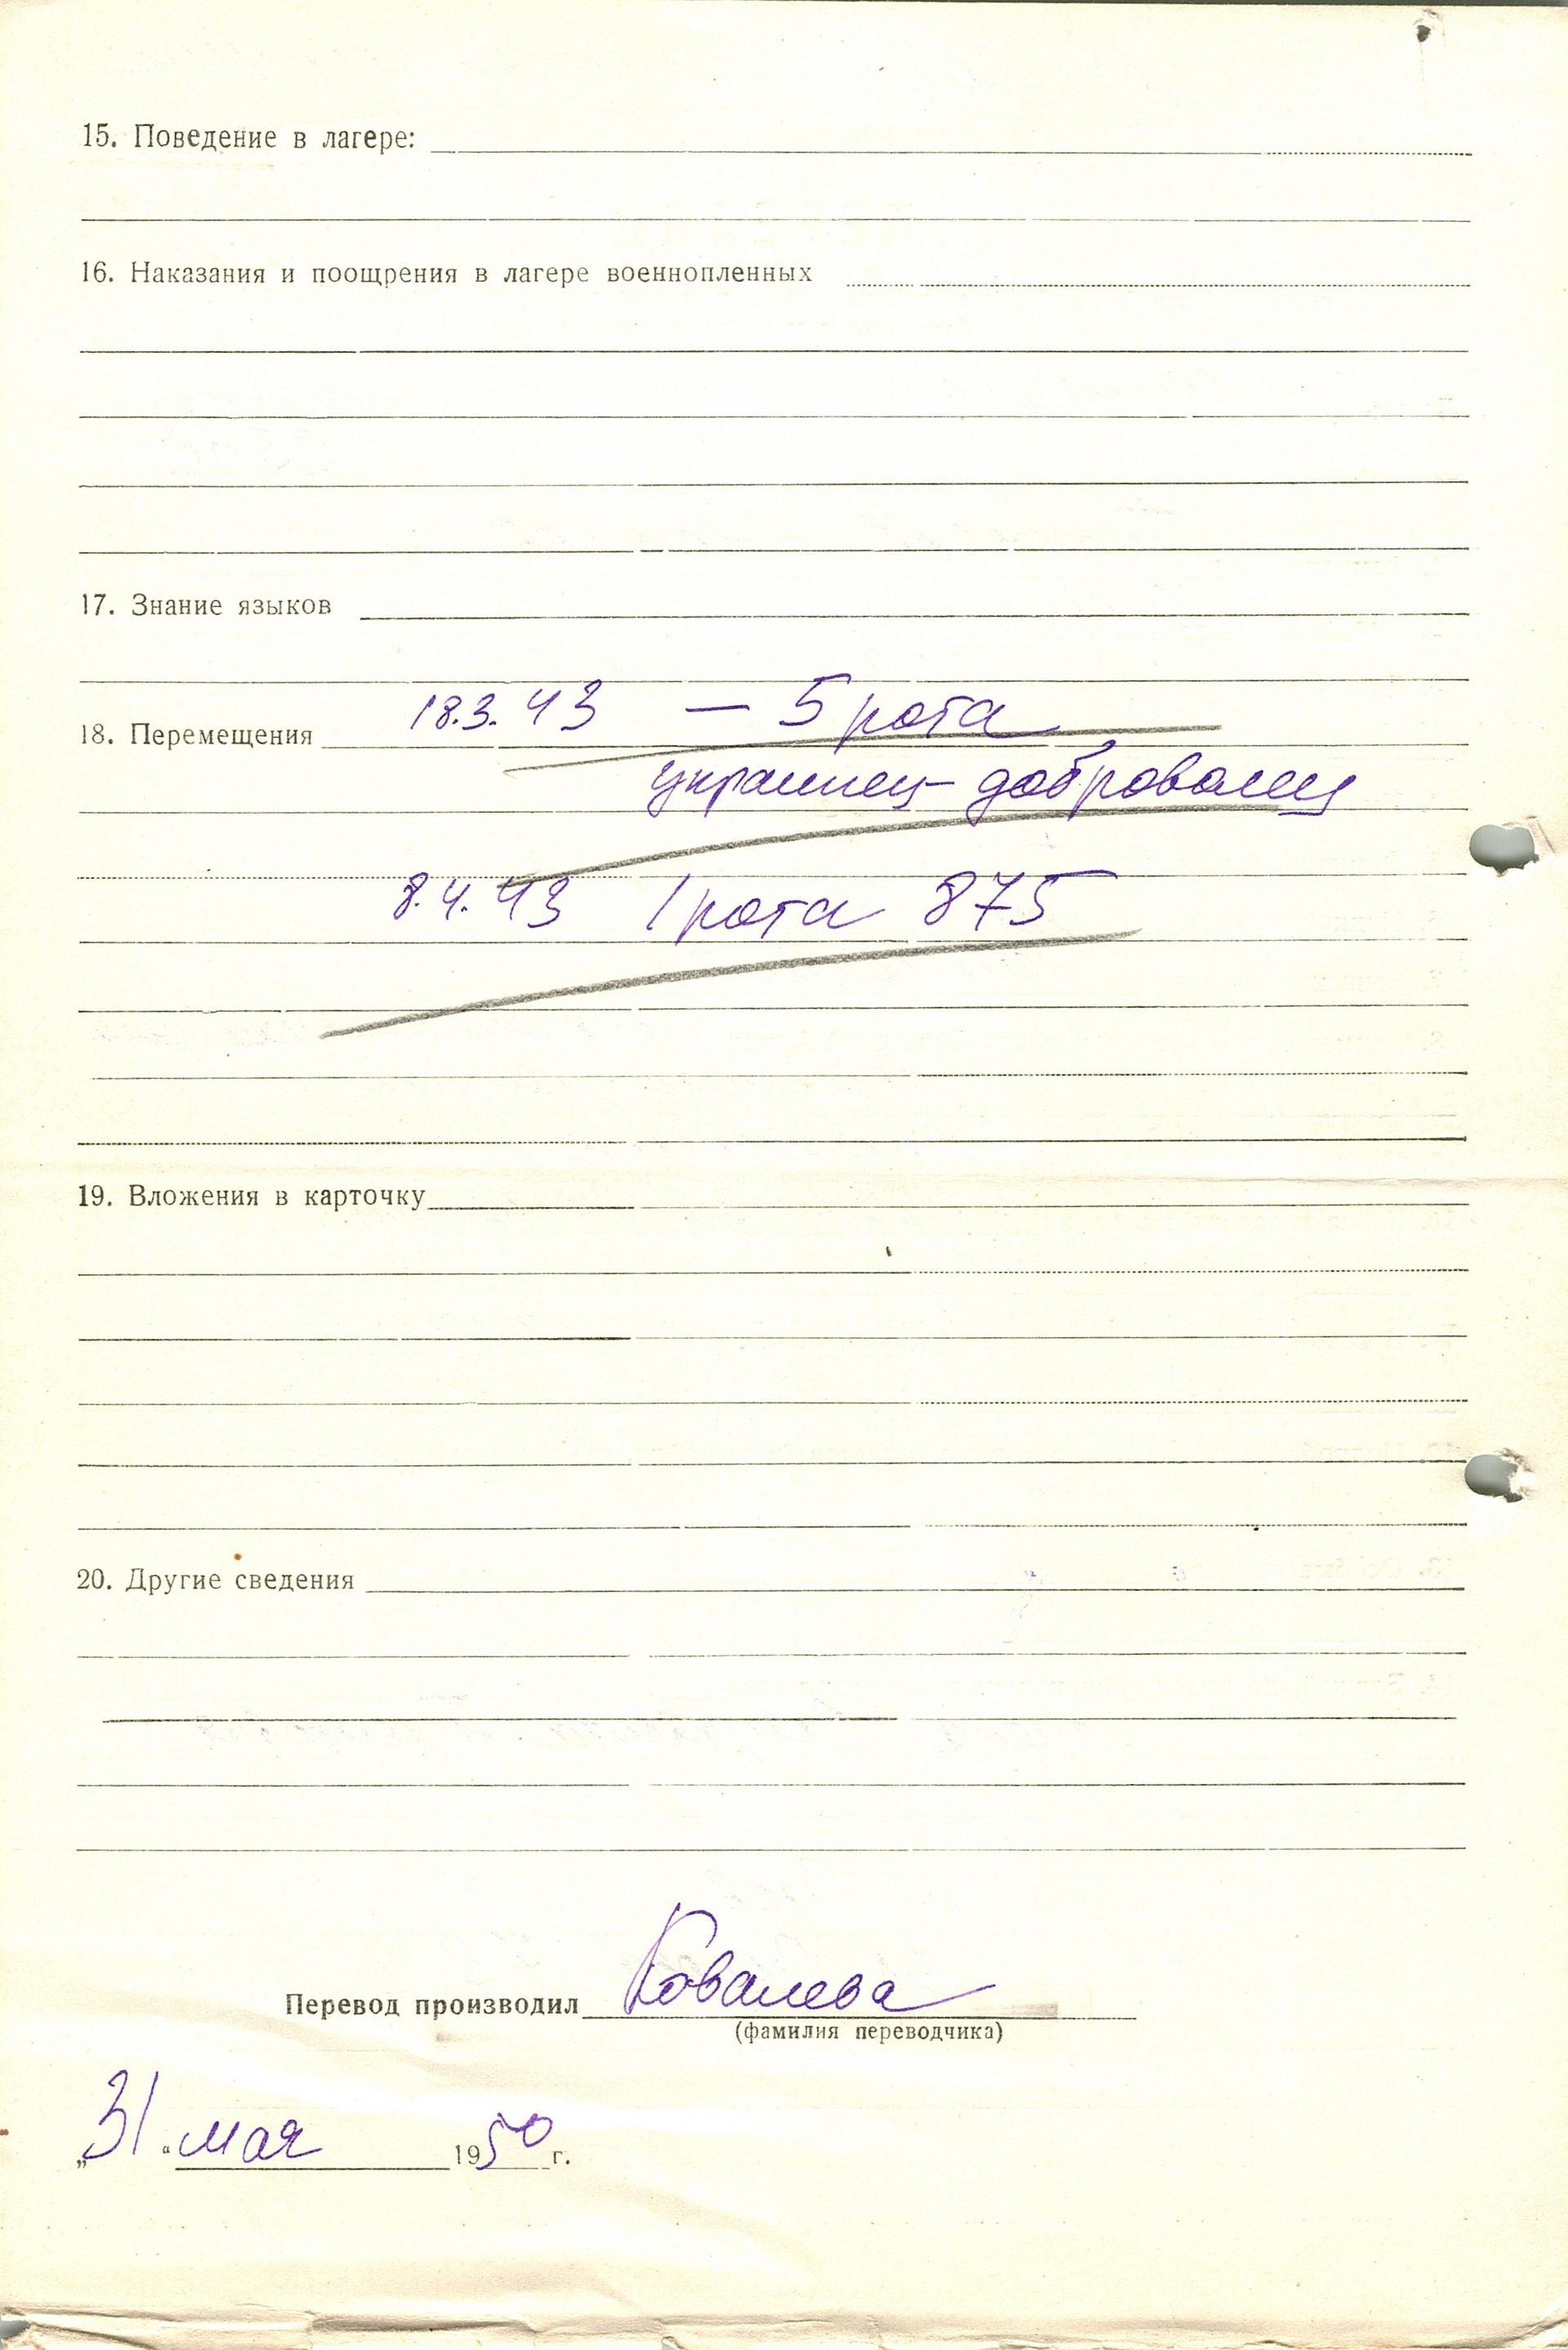 15. Поведение в лагере:
16. Наказания и поощрения в лагере военнопленных
17. Знание языков
18. Перемещения 18.3.43 — 5 рота
украинец-доброволец
8.4.43 1 рота 875
19. Вложения в карточку
20. Другие сведения
Перевод производил Ковалева
(фамилия переводчика)
„31“ мая 1950 г.